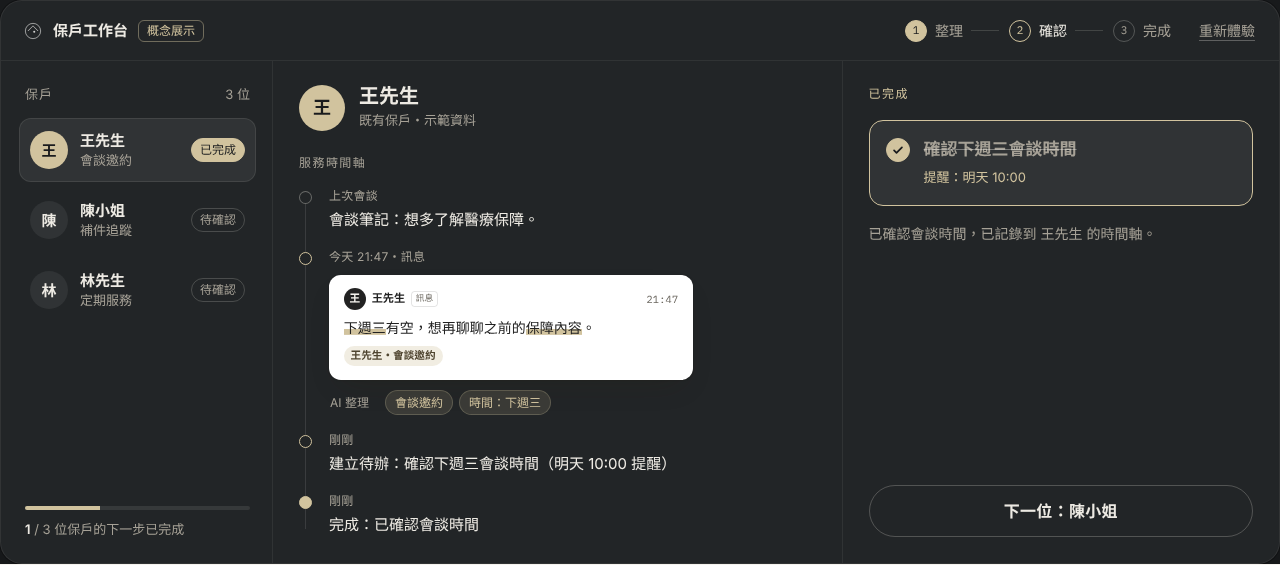 保戶工作台 概念展示
1 整理 2 確認 3 完成 重新體驗
保戶 3 位
王 王先生 已完成
會談邀約
陳 陳小姐 待確認
補件追蹤
林 林先生 待確認
定期服務
1 / 3 位保戶的下一步已完成
王 王先生
既有保戶・示範資料
服務時間軸
上次會談
會談筆記：想多了解醫療保障。
今天 21:47・訊息
王 王先生 訊息 21:47
下週三有空，想再聊聊之前的保障內容。
王先生・會談邀約
AI 整理 會談邀約 時間：下週三
剛剛
建立待辦：確認下週三會談時間（明天 10:00 提醒）
剛剛
完成：已確認會談時間
已完成
確認下週三會談時間
提醒：明天 10:00
已確認會談時間，已記錄到 王先生 的時間軸。
下一位：陳小姐